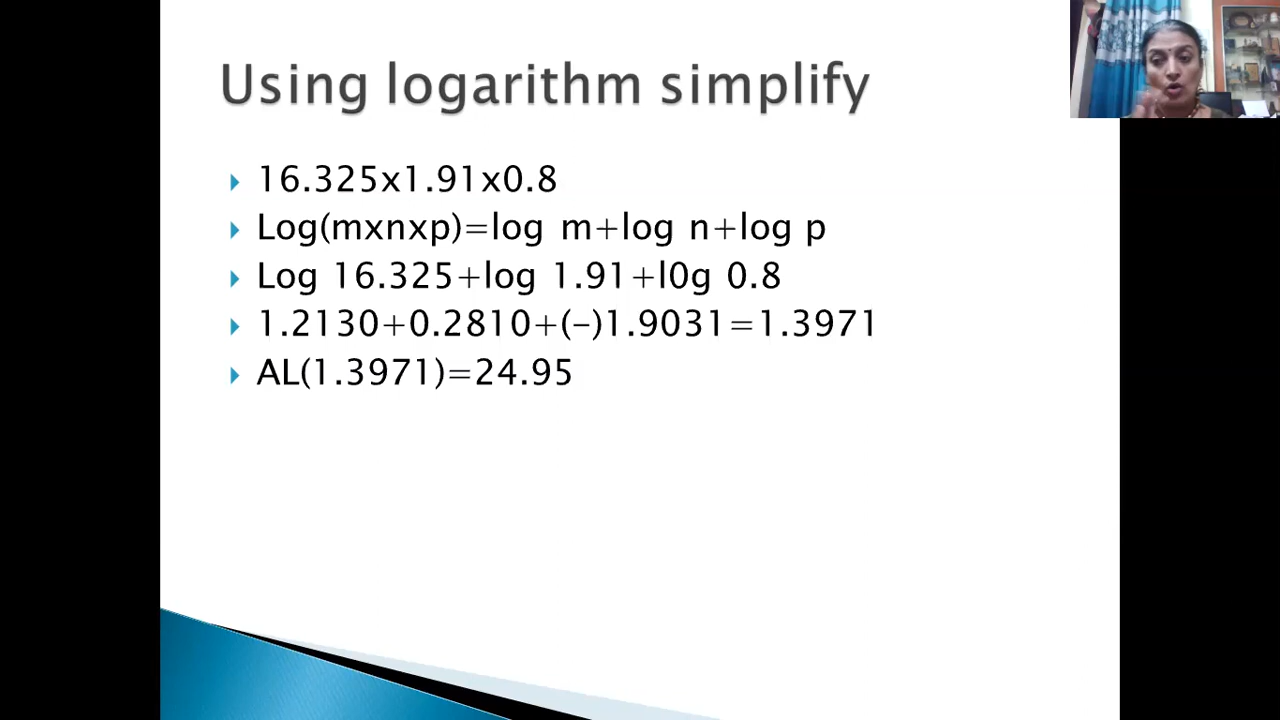 Using logarithm simplify
16.325x1.91x0.8
Log(mxnxp)=log m+log n+log p
Log 16.325+log 1.91+l0g 0.8
1.2130+0.2810+(-)1.9031=1.3971
AL(1.3971)=24.95